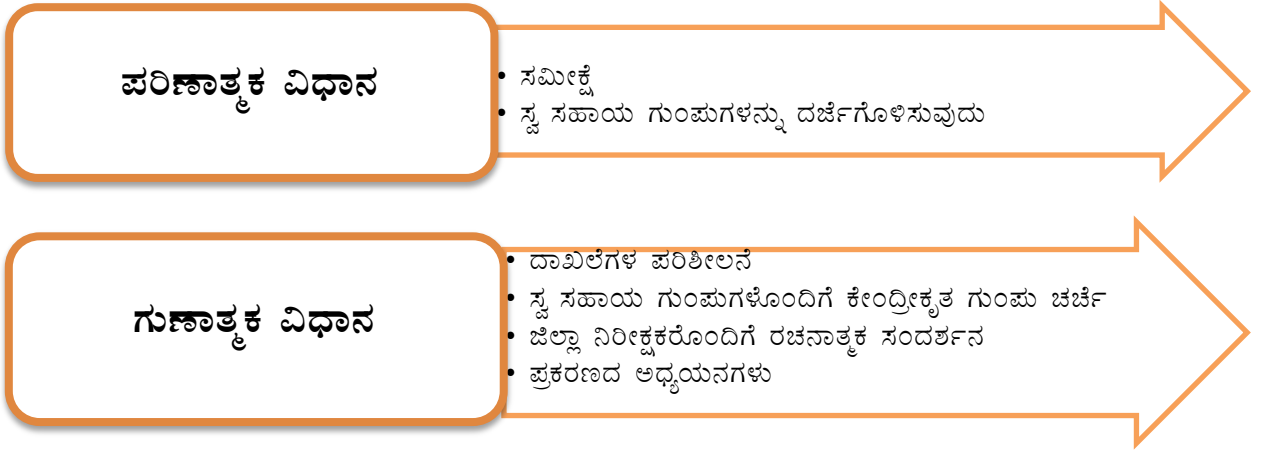 ಪರಿಣಾತ್ಮಕ ವಿಧಾನ
• ಸಮೀಕ್ಷೆ
• ಸ್ವ ಸಹಾಯ ಗುಂಪುಗಳನ್ನು ದರ್ಜೆಗೊಳಿಸುವುದು
ಗುಣಾತ್ಮಕ ವಿಧಾನ
• ದಾಖಲೆಗಳ ಪರಿಶೀಲನೆ
• ಸ್ವ ಸಹಾಯ ಗುಂಪುಗಳೊಂದಿಗೆ ಕೇಂದ್ರೀಕೃತ ಗುಂಪು ಚರ್ಚೆ
• ಜಿಲ್ಲಾ ನಿರೀಕ್ಷಕರೊಂದಿಗೆ ರಚನಾತ್ಮಕ ಸಂದರ್ಶನ
• ಪ್ರಕರಣದ ಅಧ್ಯಯನಗಳು